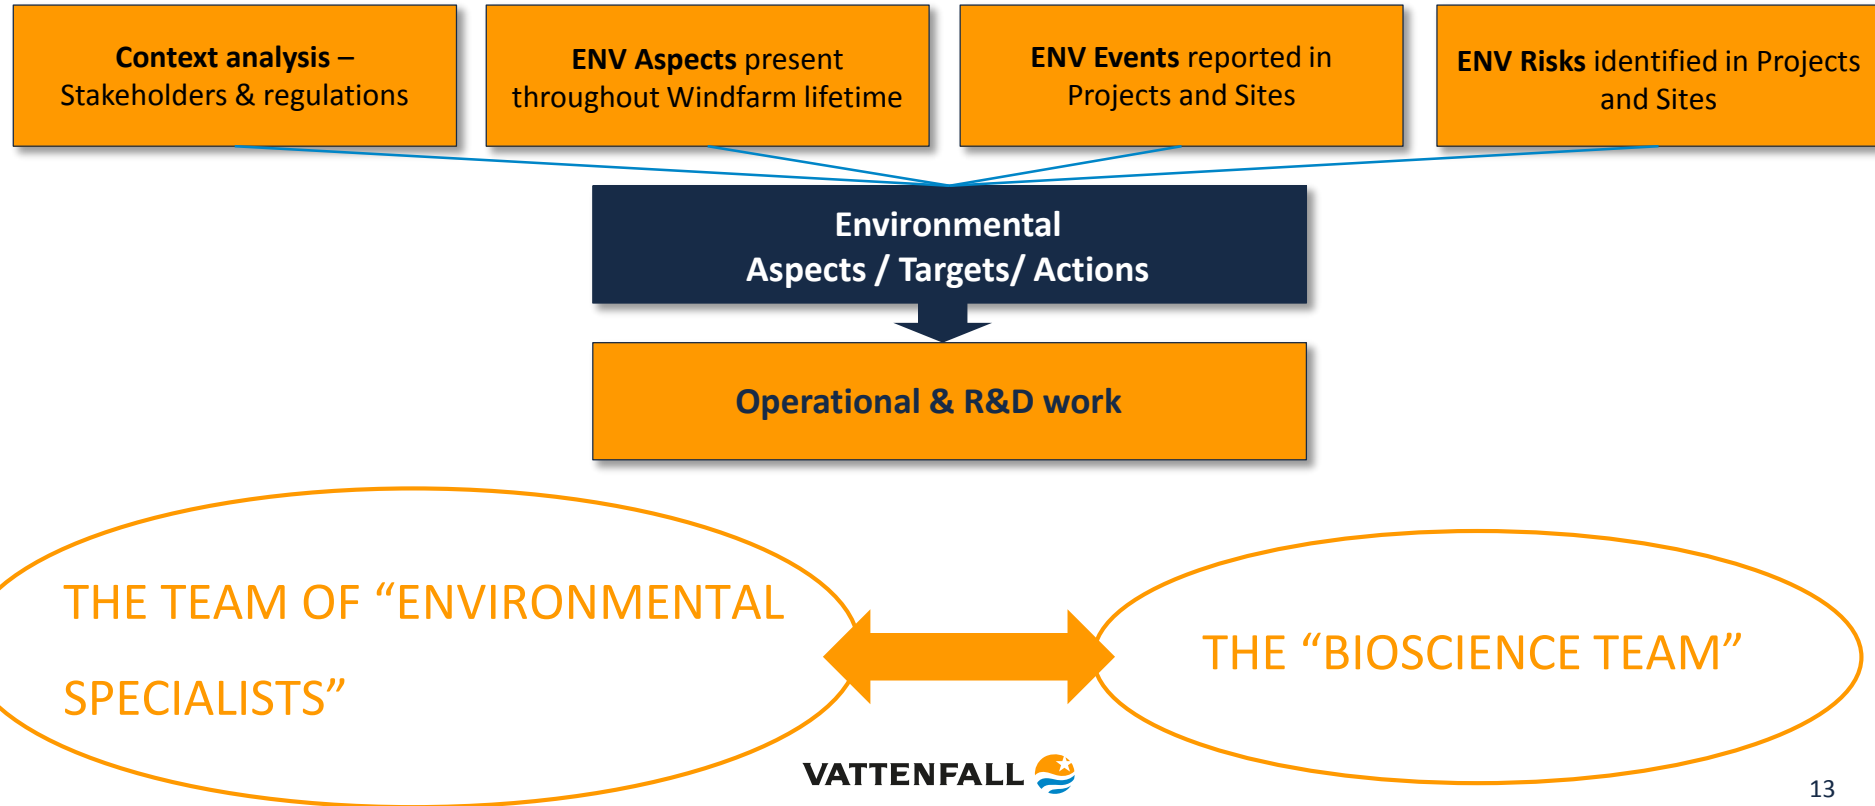 Context analysis –
Stakeholders & regulations
ENV Aspects present
throughout Windfarm lifetime
ENV Events reported in
Projects and Sites
ENV Risks identified in Projects
and Sites
Environmental
Aspects / Targets/ Actions
Operational & R&D work
THE TEAM OF “ENVIRONMENTAL
SPECIALISTS”
THE “BIOSCIENCE TEAM”
VATTENFALL
13